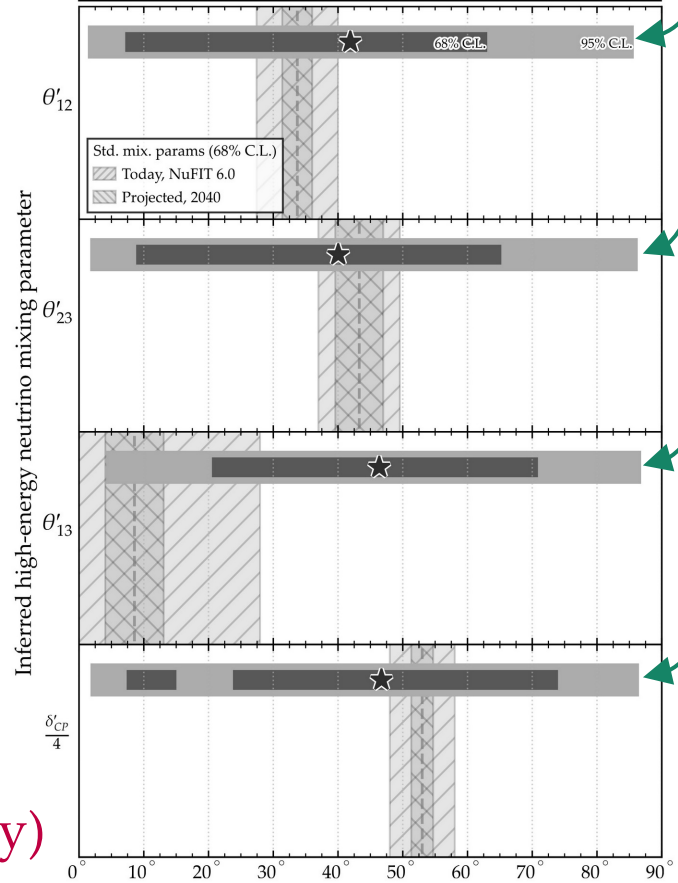 68% C.L.
95% C.L.
θ′12
Std. mix. params (68% C.L.)
Today, NuFIT 6.0
Projected, 2040
θ′23
θ′13
δ′CP
4
Inferred high-energy neutrino mixing parameter
y)
0° 10° 20° 30° 40° 50° 60° 70° 80° 90°